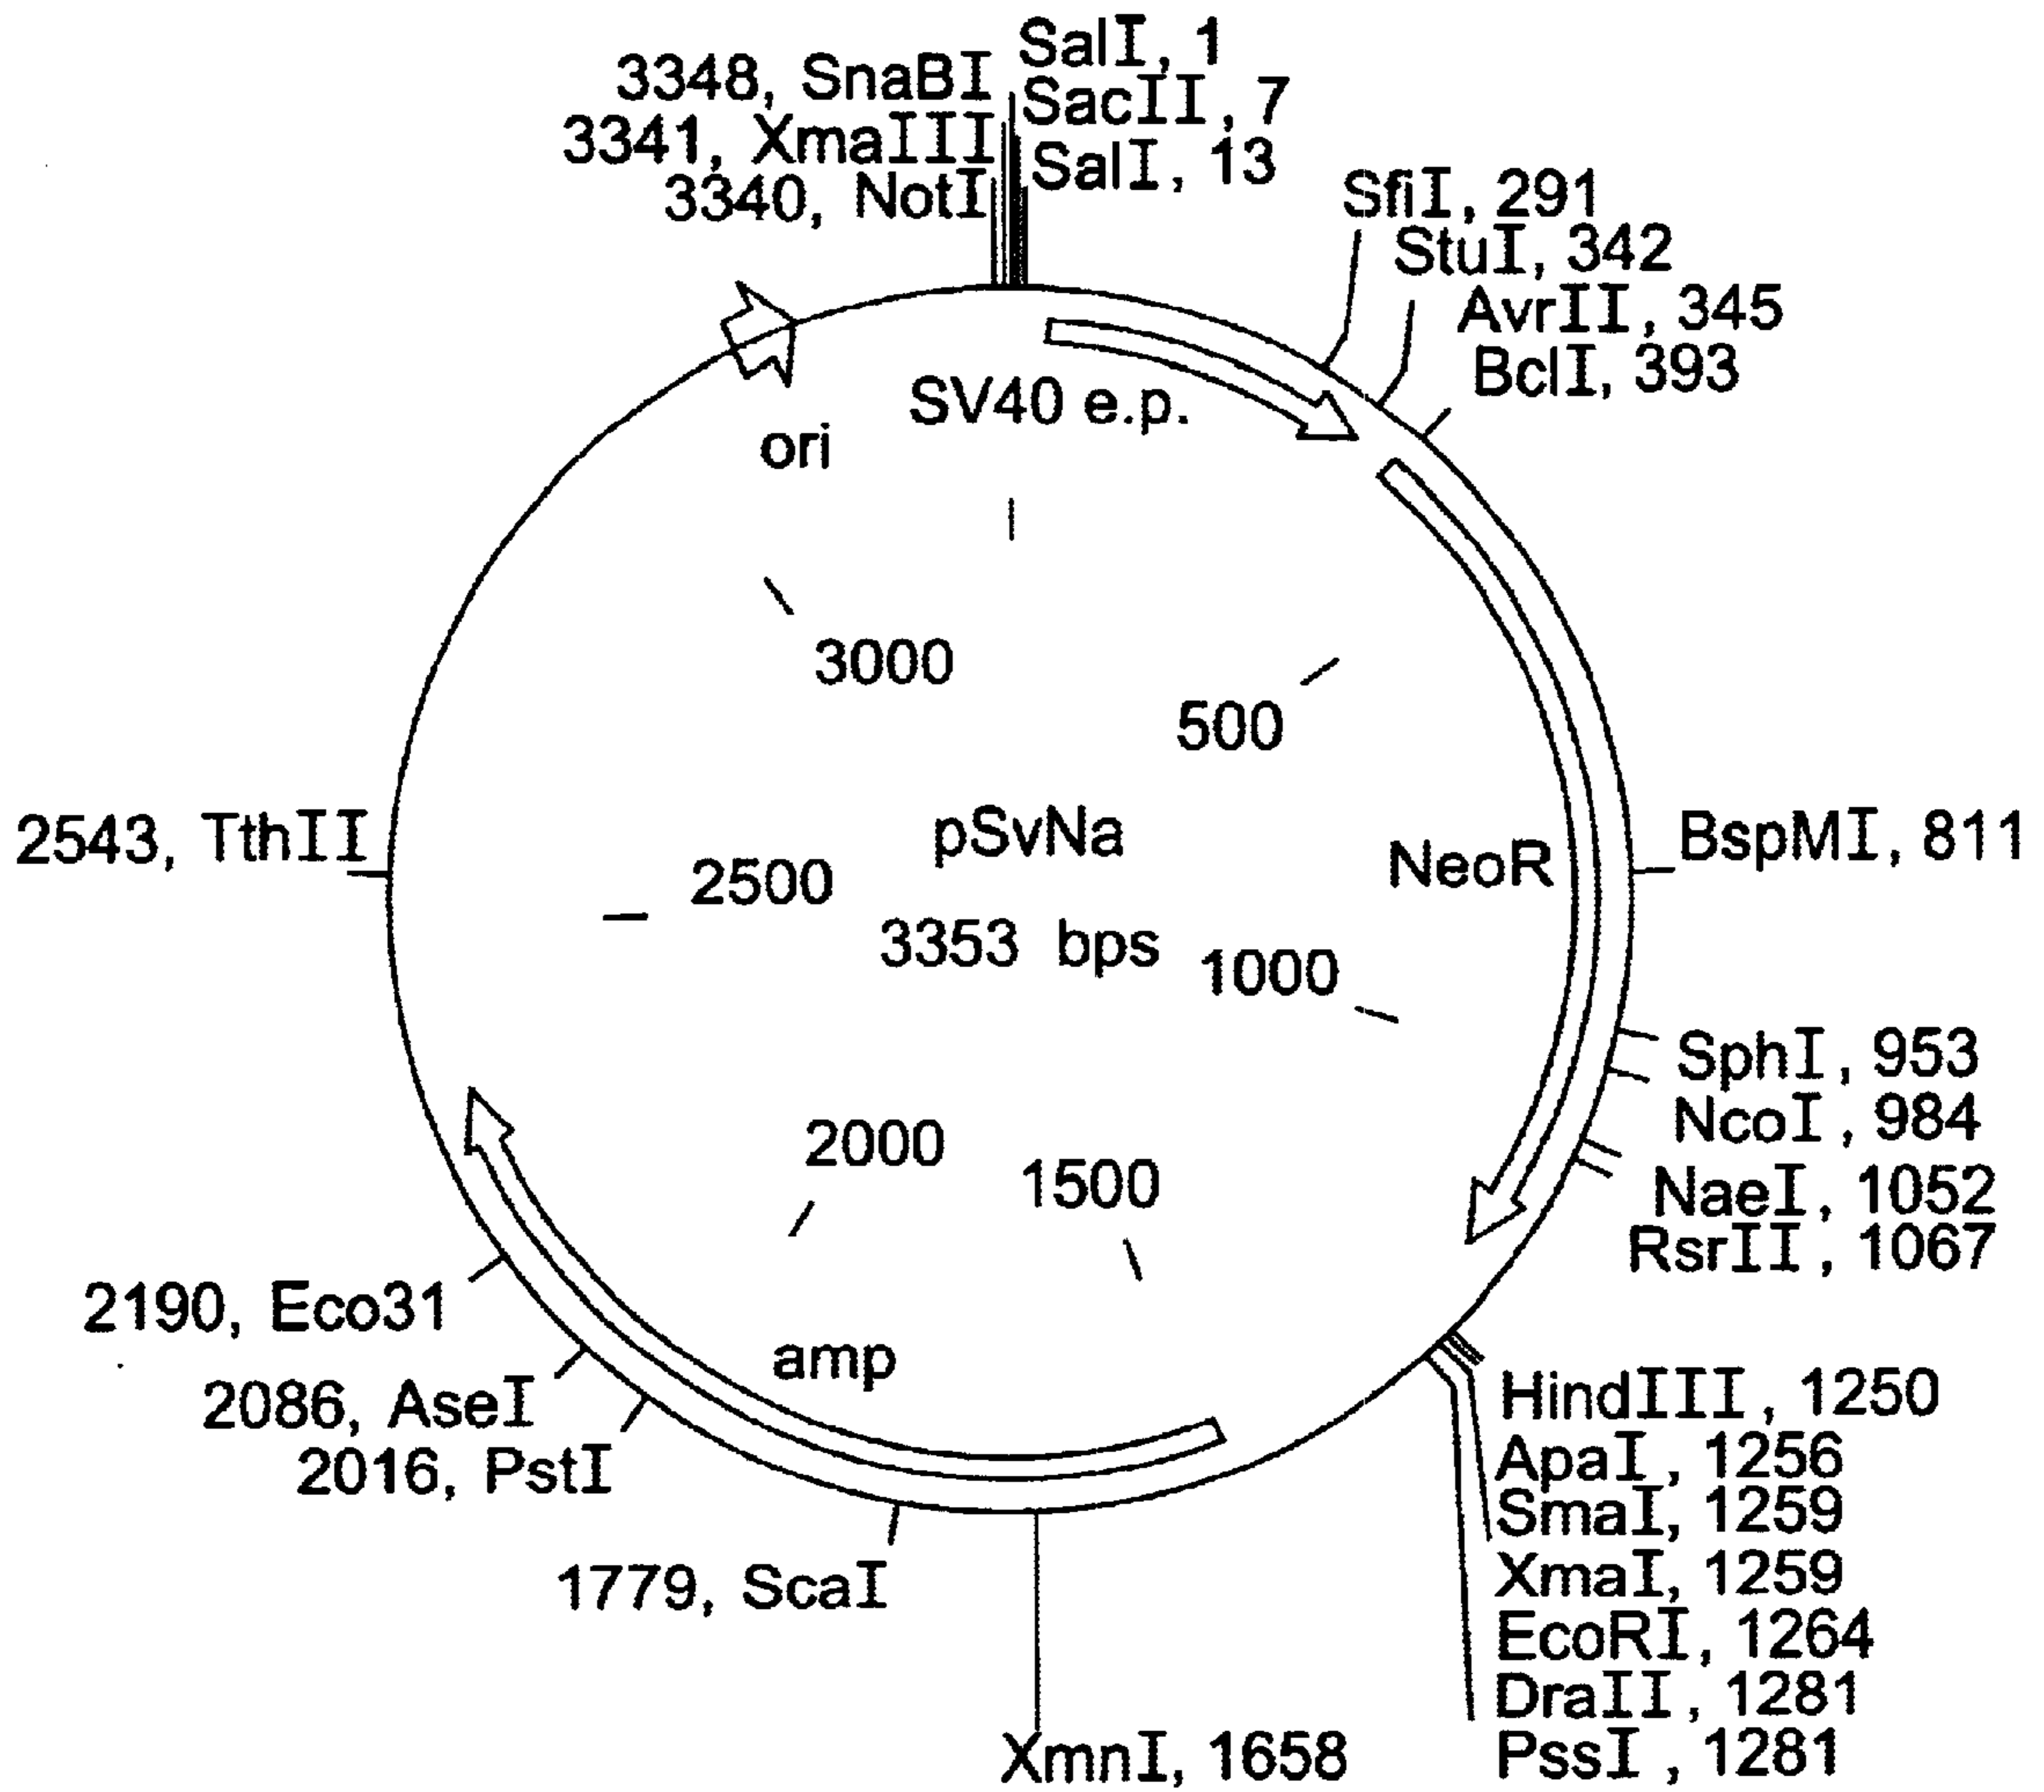 3348, SnaBI
3341, XmaIII
3340, NotI
SalI, 1
SacII, 7
SalI, 13
SfiI, 291
StuI, 342
AvrII, 345
BclI, 393
SV40 e.p.
ori
3000
500
2543, TthII
2500
pSvNa
3353 bps
NeoR
BspMI, 811
1000
SphI, 953
NcoI, 984
NaeI, 1052
RsrII, 1067
2000
1500
2190, Eco31
2086, AseI
2016, PstI
amp
1779, ScaI
XmnI, 1658
HindIII, 1250
ApaI, 1256
SmaI, 1259
XmaI, 1259
EcoRI, 1264
DraII, 1281
PssI, 1281